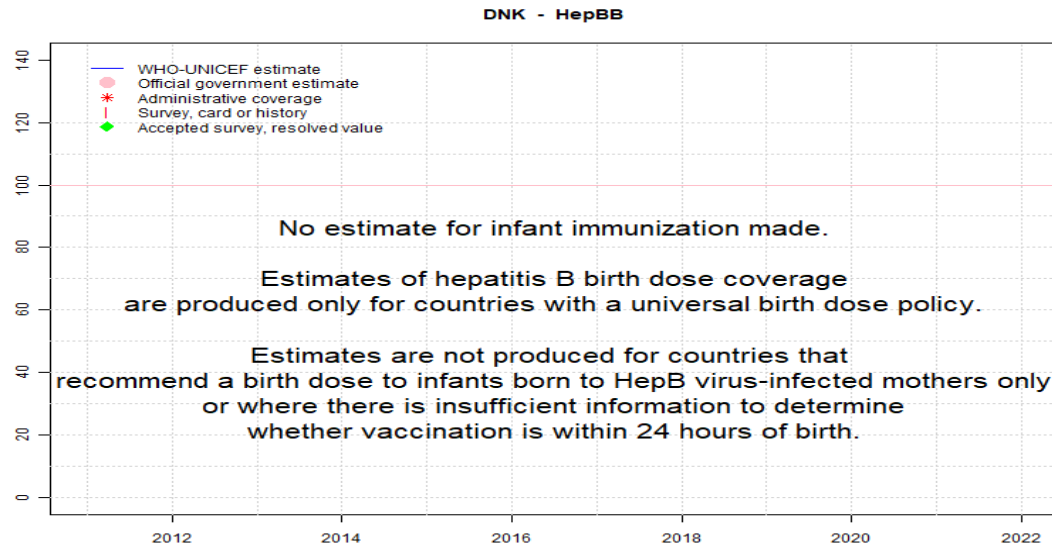 DNK - HepBB
WHO-UNICEF estimate
Official government estimate
Administrative coverage
Survey, card or history
Accepted survey, resolved value
140
120
100
80
60
40
20
0
No estimate for infant immunization made.
Estimates of hepatitis B birth dose coverage
are produced only for countries with a universal birth dose policy.
Estimates are not produced for countries that
recommend a birth dose to infants born to HepB virus-infected mothers only
or where there is insufficient information to determine
whether vaccination is within 24 hours of birth.
2012 2014 2016 2018 2020 2022